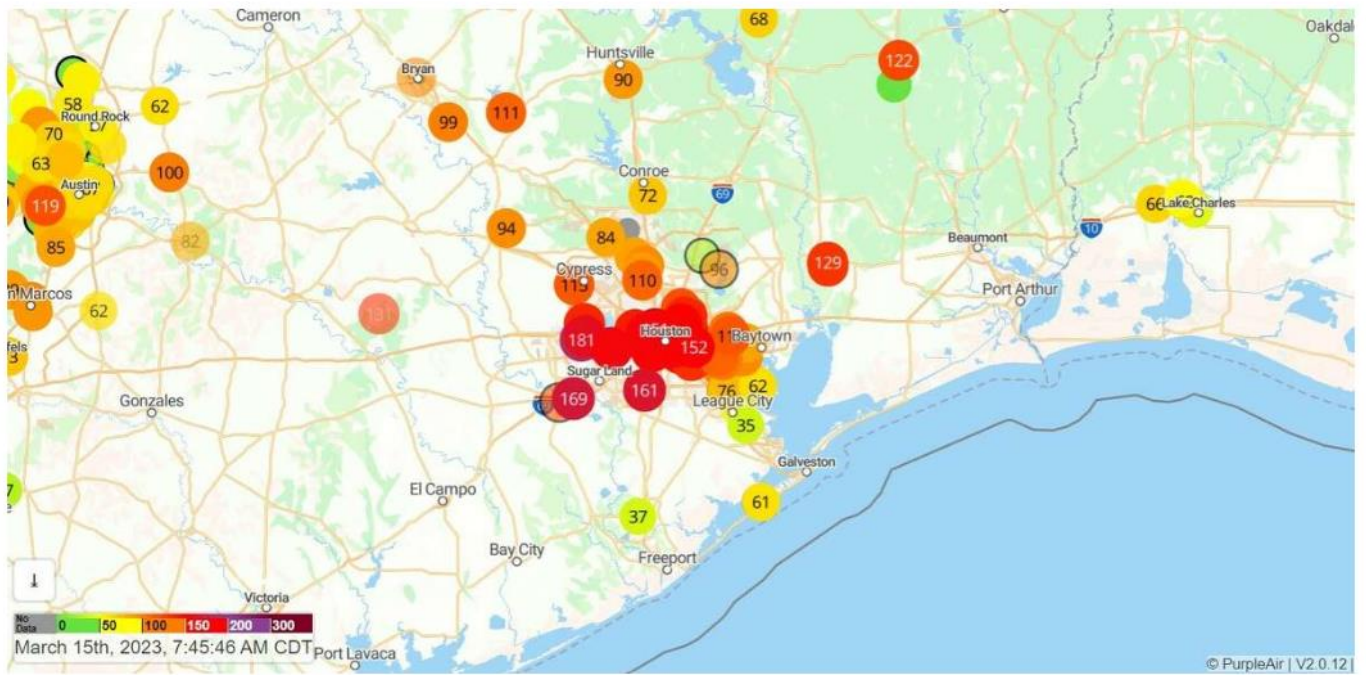 Cameron
68
Oakdal
Huntsville
122
Bryan
90
58
62
Round Rock
111
99
70
63
100
Conroe
Austin
119
72
69
66
Lake Charles
94
84
10
85
82
Beaumont
129
96
Cypress
110
n Marcos
Port Arthur
62
181
Houston
Baytown
152
fels
3
Sugar Land
161
76
62
169
League City
Gonzales
35
Galveston
7
e
El Campo
61
37
Bay City
Freeport
Victoria
No Data
0
50
100
150
200
300
March 15th, 2023, 7:45:46 AM CDT
Port Lavaca
© PurpleAir | V2.0.12 |